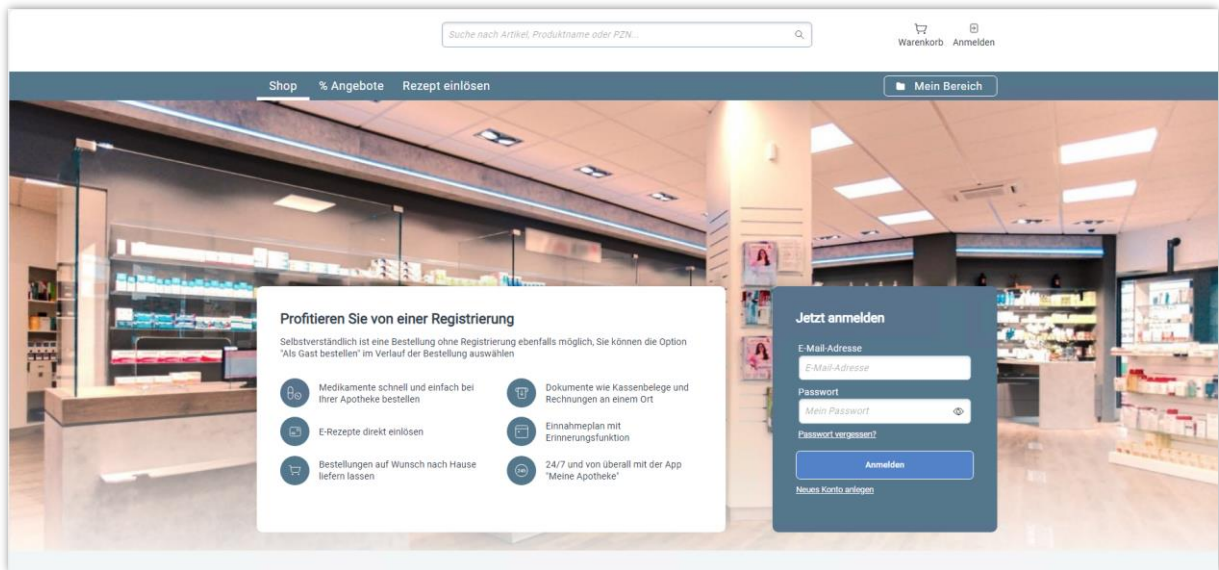 Suche nach Artikel, Produktname oder PZN...
Warenkorb
Anmelden
Shop
% Angebote
Rezept einlösen
Mein Bereich
Profitieren Sie von einer Registrierung
Selbstverständlich ist eine Bestellung ohne Registrierung ebenfalls möglich, Sie können die Option
"Als Gast bestellen" im Verlauf der Bestellung auswählen
Medikamente schnell und einfach bei
Ihrer Apotheke bestellen
E-Rezepte direkt einlösen
Bestellungen auf Wunsch nach Hause
liefern lassen
Dokumente wie Kassenbelege und
Rechnungen an einem Ort
Einnahmeplan mit
Erinnerungsfunktion
24/7 und von überall mit der App
"Meine Apotheke"
Jetzt anmelden
E-Mail-Adresse
E-Mail-Adresse
Passwort
Mein Passwort
Passwort vergessen?
Anmelden
Neues Konto anlegen